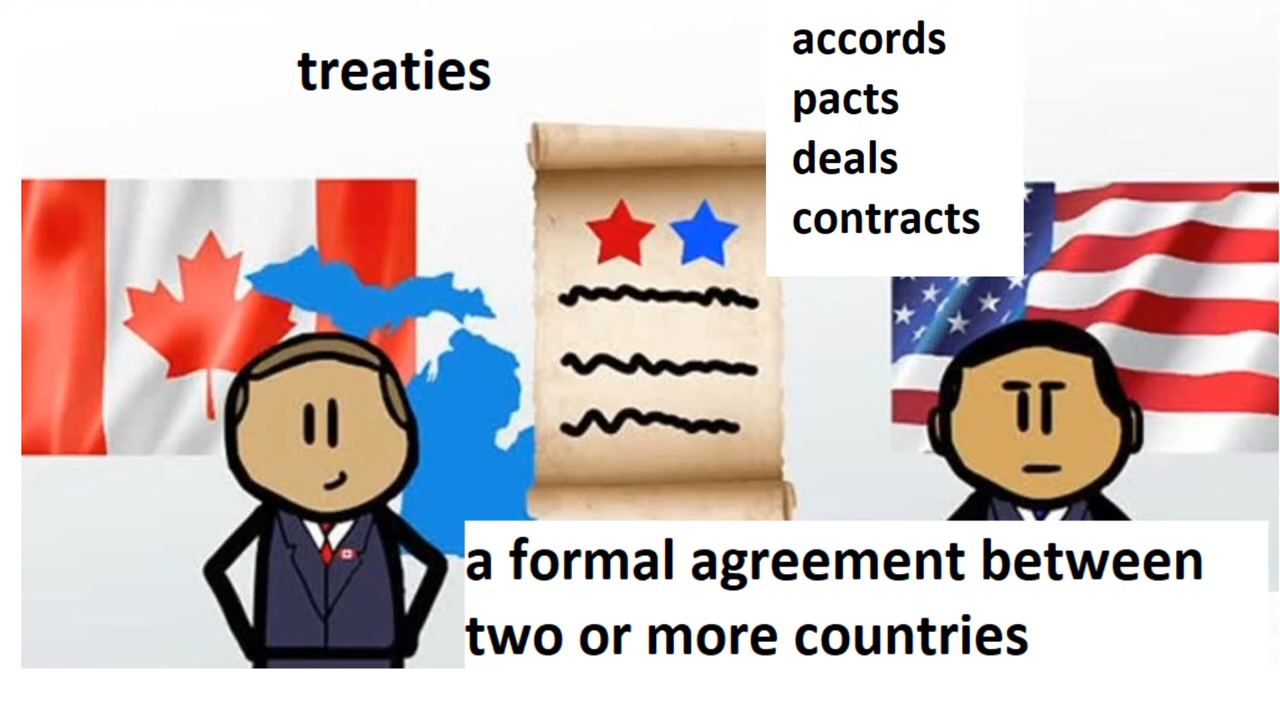 treaties
accords
pacts
deals
contracts
a formal agreement between
two or more countries